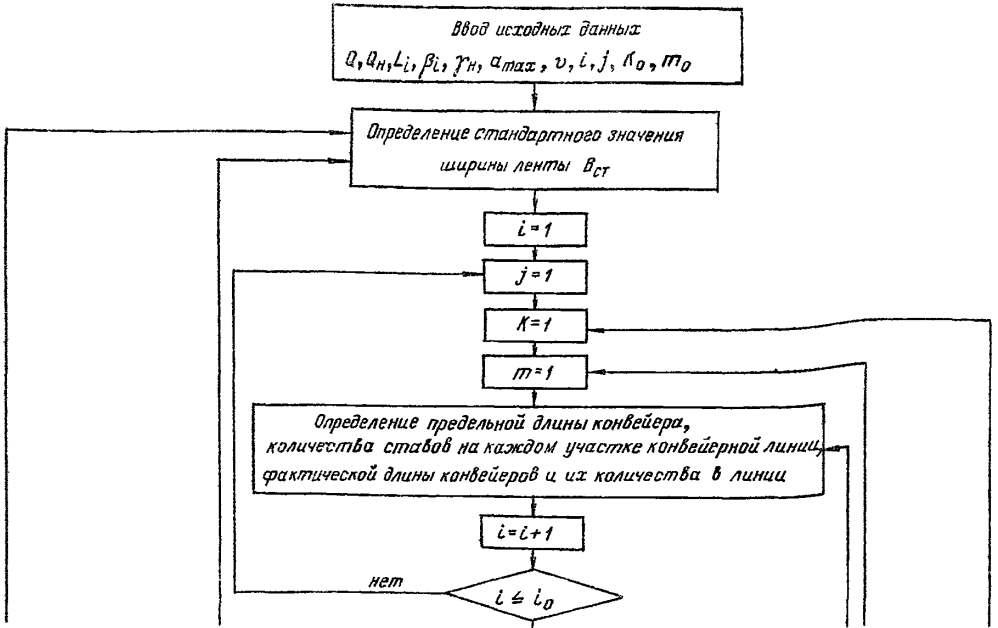 Ввод исходных данных
Q, Qн, Li, βi, γн, amax, υ, i, j, K0, m0
Определение стандартного значения
ширины ленты Bст
i=1
j=1
K=1
m=1
Определение предельной длины конвейера,
количества ставов на каждом участке конвейерной линии,
фактической длины конвейеров и их количества в линии
i=i+1
нет
i ≤ i0